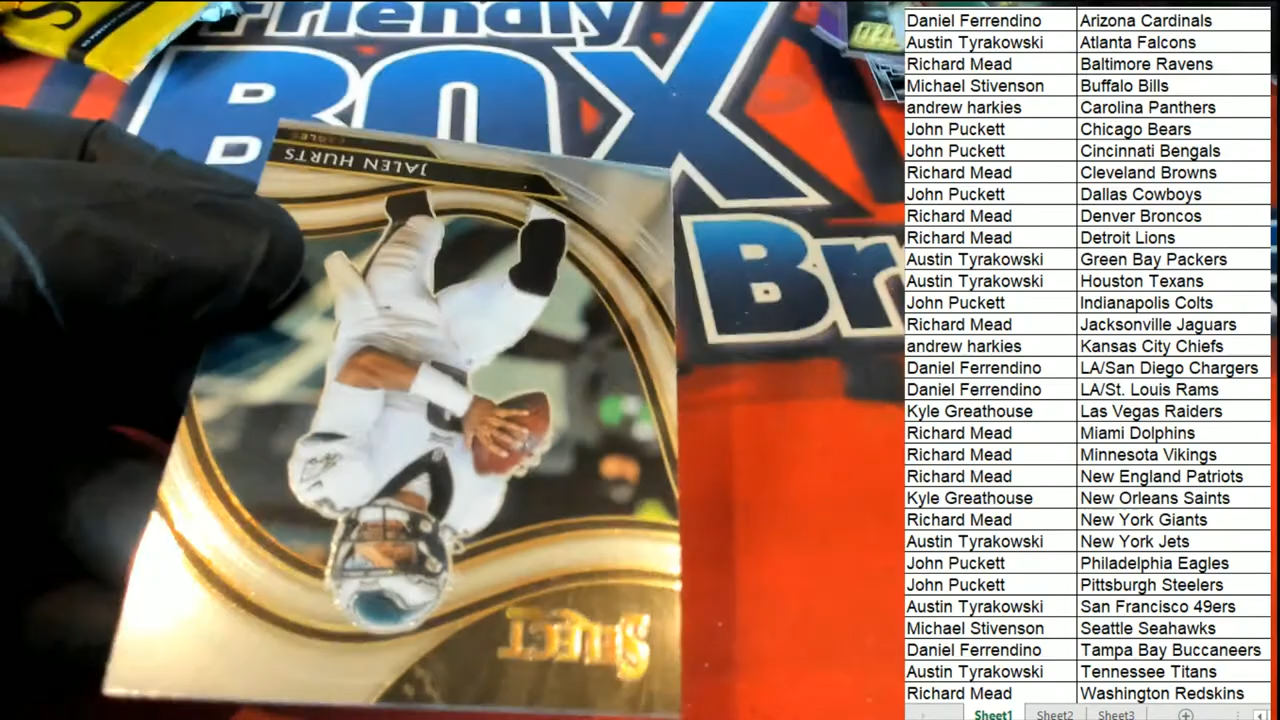 Friendly
BOX
Br
JALEN HURTS
EAGLES
SELECT
Daniel Ferrendino Arizona Cardinals
Austin Tyrakowski Atlanta Falcons
Richard Mead Baltimore Ravens
Michael Stivenson Buffalo Bills
andrew harkies Carolina Panthers
John Puckett Chicago Bears
John Puckett Cincinnati Bengals
Richard Mead Cleveland Browns
John Puckett Dallas Cowboys
Richard Mead Denver Broncos
Richard Mead Detroit Lions
Austin Tyrakowski Green Bay Packers
Austin Tyrakowski Houston Texans
John Puckett Indianapolis Colts
Richard Mead Jacksonville Jaguars
andrew harkies Kansas City Chiefs
Daniel Ferrendino LA/San Diego Chargers
Daniel Ferrendino LA/St. Louis Rams
Kyle Greathouse Las Vegas Raiders
Richard Mead Miami Dolphins
Richard Mead Minnesota Vikings
Richard Mead New England Patriots
Kyle Greathouse New Orleans Saints
Richard Mead New York Giants
Austin Tyrakowski New York Jets
John Puckett Philadelphia Eagles
John Puckett Pittsburgh Steelers
Austin Tyrakowski San Francisco 49ers
Michael Stivenson Seattle Seahawks
Daniel Ferrendino Tampa Bay Buccaneers
Austin Tyrakowski Tennessee Titans
Richard Mead Washington Redskins
Sheet1 Sheet2 Sheet3